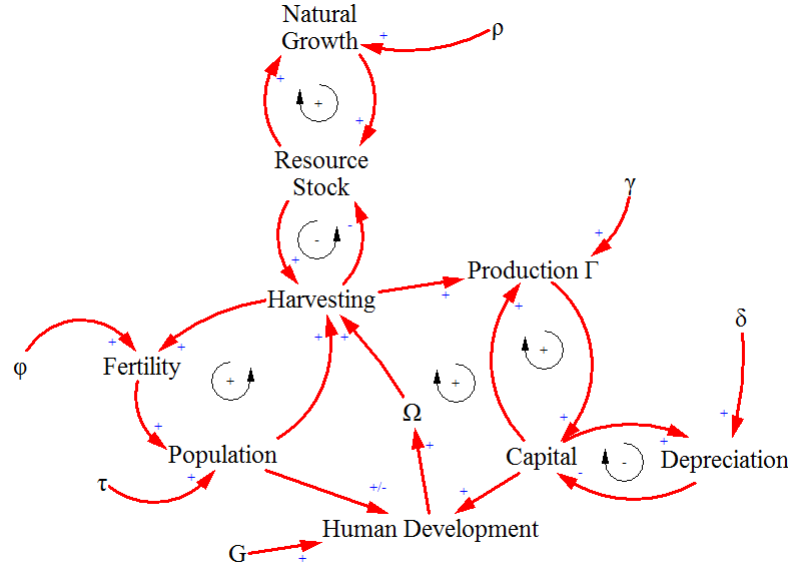 Natural
Growth
+
ρ
+
+
+
Resource
Stock
γ
-
-
+
+
Production Γ
Harvesting
+
+
δ
+
+
+
+
+
φ
Fertility
+
+
+
Ω
+
+
+
+
Population
+
Capital
+
Depreciation
-
-
τ
+
+/-
+
Human Development
G
+